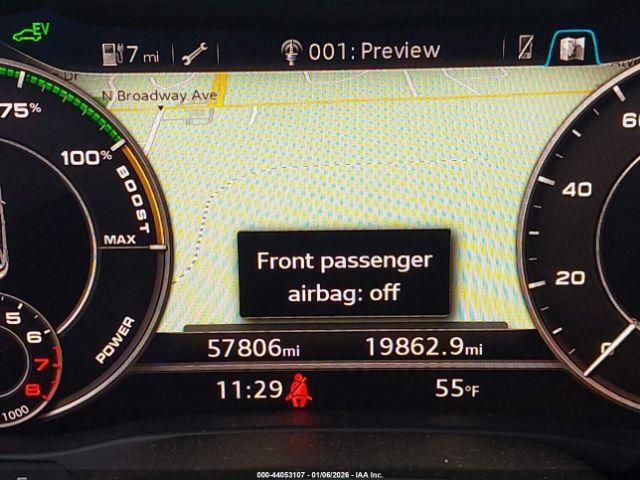 EV
7 mi
001: Preview
Dr
N Broadway Ave
75%
100%
BOOST
MAX
POWER
5
6
7
8
1000
60
40
20
0
Front passenger
airbag: off
57806mi 19862.9mi
11:29 55°F
000-44053107 - 01/06/2026 - IAA Inc.